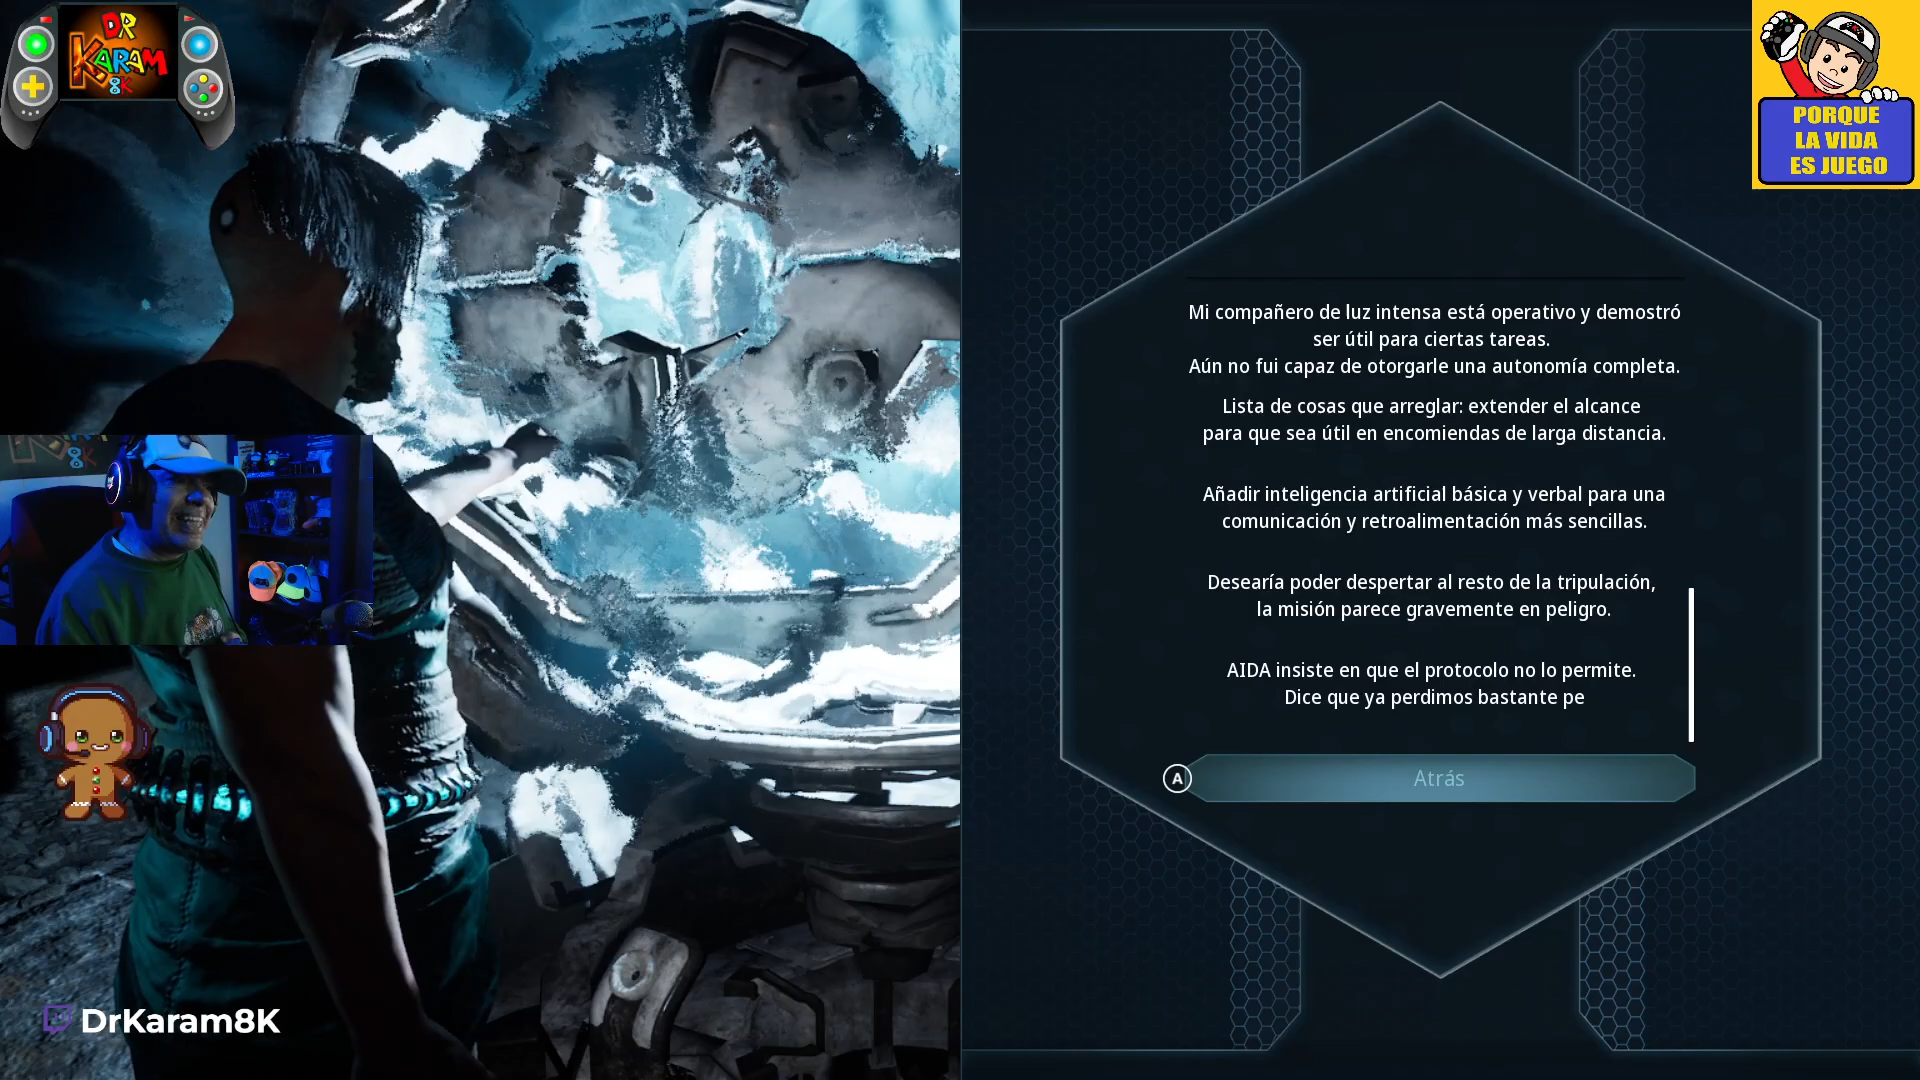 DR
KARAM
8K
PORQUE
LA VIDA
ES JUEGO
Mi compañero de luz intensa está operativo y demostró
ser útil para ciertas tareas.
Aún no fui capaz de otorgarle una autonomía completa.
Lista de cosas que arreglar: extender el alcance
para que sea útil en encomiendas de larga distancia.
Añadir inteligencia artificial básica y verbal para una
comunicación y retroalimentación más sencillas.
Desearía poder despertar al resto de la tripulación,
la misión parece gravemente en peligro.
AIDA insiste en que el protocolo no lo permite.
Dice que ya perdimos bastante pe
A
Atrás
DrKaram8K